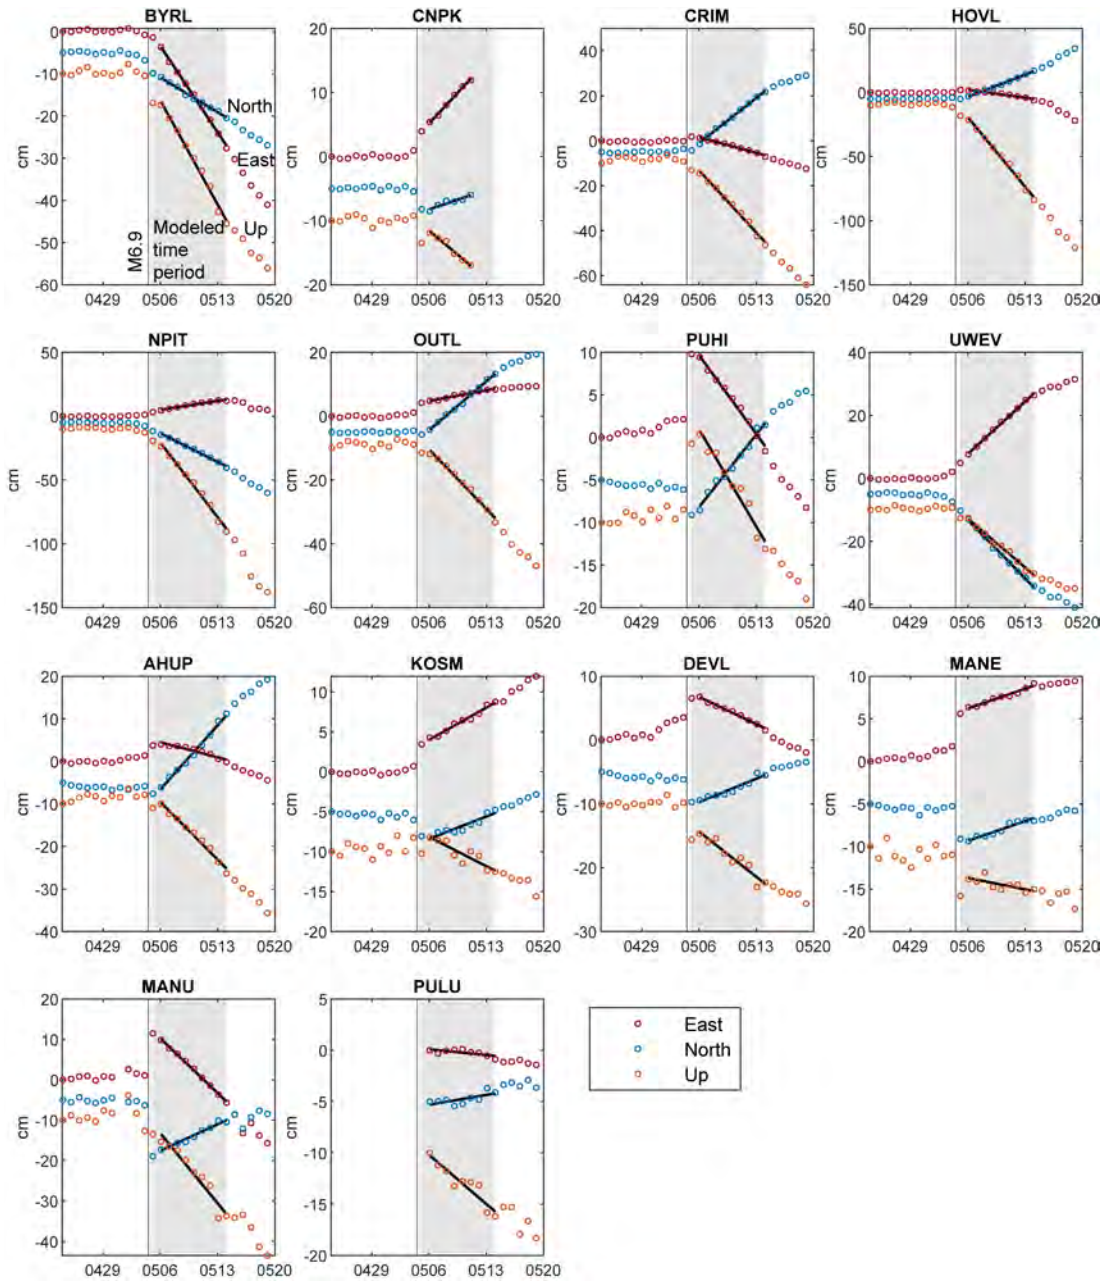 BYRL CNPK CRIM HOVL
cm
0
-10
-20
-30
-40
-50
-60
North
East
Up
M6.9
Modeled
time
period
0429 0506 0513 0520
20
10
0
-10
-20
0429 0506 0513 0520
cm
40
20
0
-20
-40
-60
0429 0506 0513 0520
cm
50
0
-50
-100
-150
0429 0506 0513 0520
NPIT OUTL PUHI UWEV
cm
50
0
-50
-100
-150
0429 0506 0513 0520
cm
20
0
-20
-40
-60
0429 0506 0513 0520
cm
10
5
0
-5
-10
-15
-20
0429 0506 0513 0520
cm
40
20
0
-20
-40
0429 0506 0513 0520
AHUP KOSM DEVL MANE
cm
20
10
0
-10
-20
-30
-40
0429 0506 0513 0520
cm
10
5
0
-5
-10
-15
-20
0429 0506 0513 0520
cm
10
0
-10
-20
-30
0429 0506 0513 0520
cm
10
5
0
-5
-10
-15
-20
0429 0506 0513 0520
MANU PULU
cm
20
10
0
-10
-20
-30
-40
0429 0506 0513 0520
cm
5
0
-5
-10
-15
-20
0429 0506 0513 0520
East
North
Up